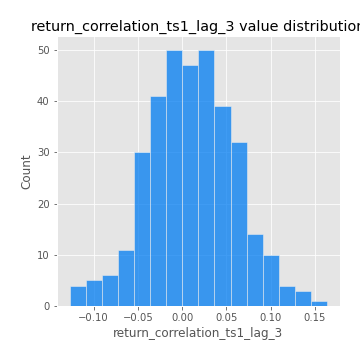 return_correlation_ts1_lag_3 value distribution
50
40
30
20
10
0
Count
−0.10 −0.05 0.00 0.05 0.10 0.15
return_correlation_ts1_lag_3